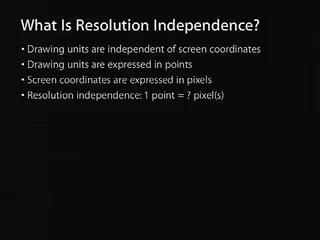 What Is Resolution Independence?
• Drawing units are independent of screen coordinates
• Drawing units are expressed in points
• Screen coordinates are expressed in pixels
• Resolution independence: 1 point = ? pixel(s)